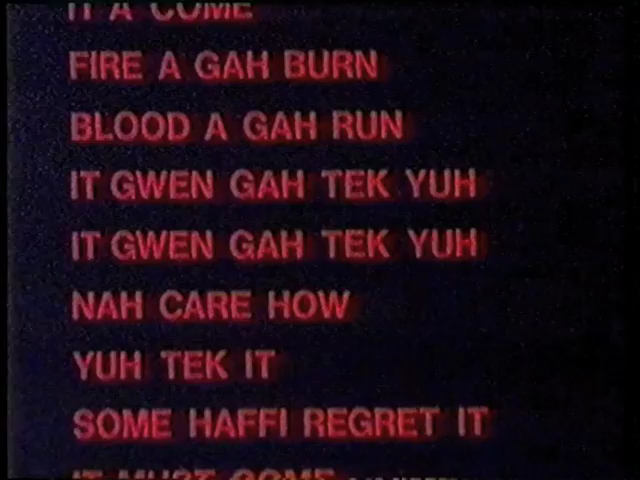 IT A COME
FIRE A GAH BURN
BLOOD A GAH RUN
IT GWEN GAH TEK YUH
IT GWEN GAH TEK YUH
NAH CARE HOW
YUH TEK IT
SOME HAFFI REGRET IT
IT MUST COME